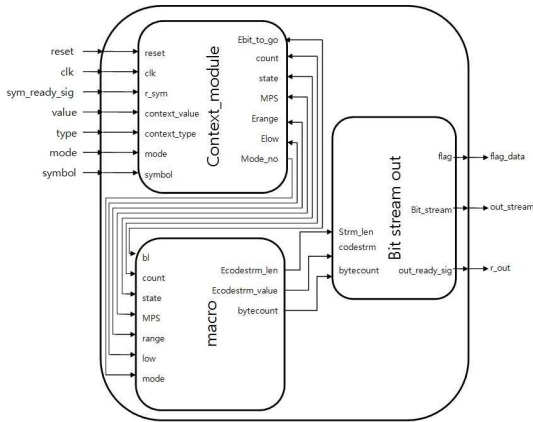 reset
clk
sym_ready_sig
value
type
mode
symbol
reset
clk
r_sym
context_value
context_type
mode
symbol
Context_module
Ebit_to_go
count
state
MPS
Erange
Elow
Mode_no
bl
count
state
MPS
range
low
mode
macro
Ecodestrm_len
Ecodestrm_value
bytecount
Strm_len
codestrm
bytecount
Bit stream out
flag
Bit_stream
out_ready_sig
flag_data
out_stream
r_out